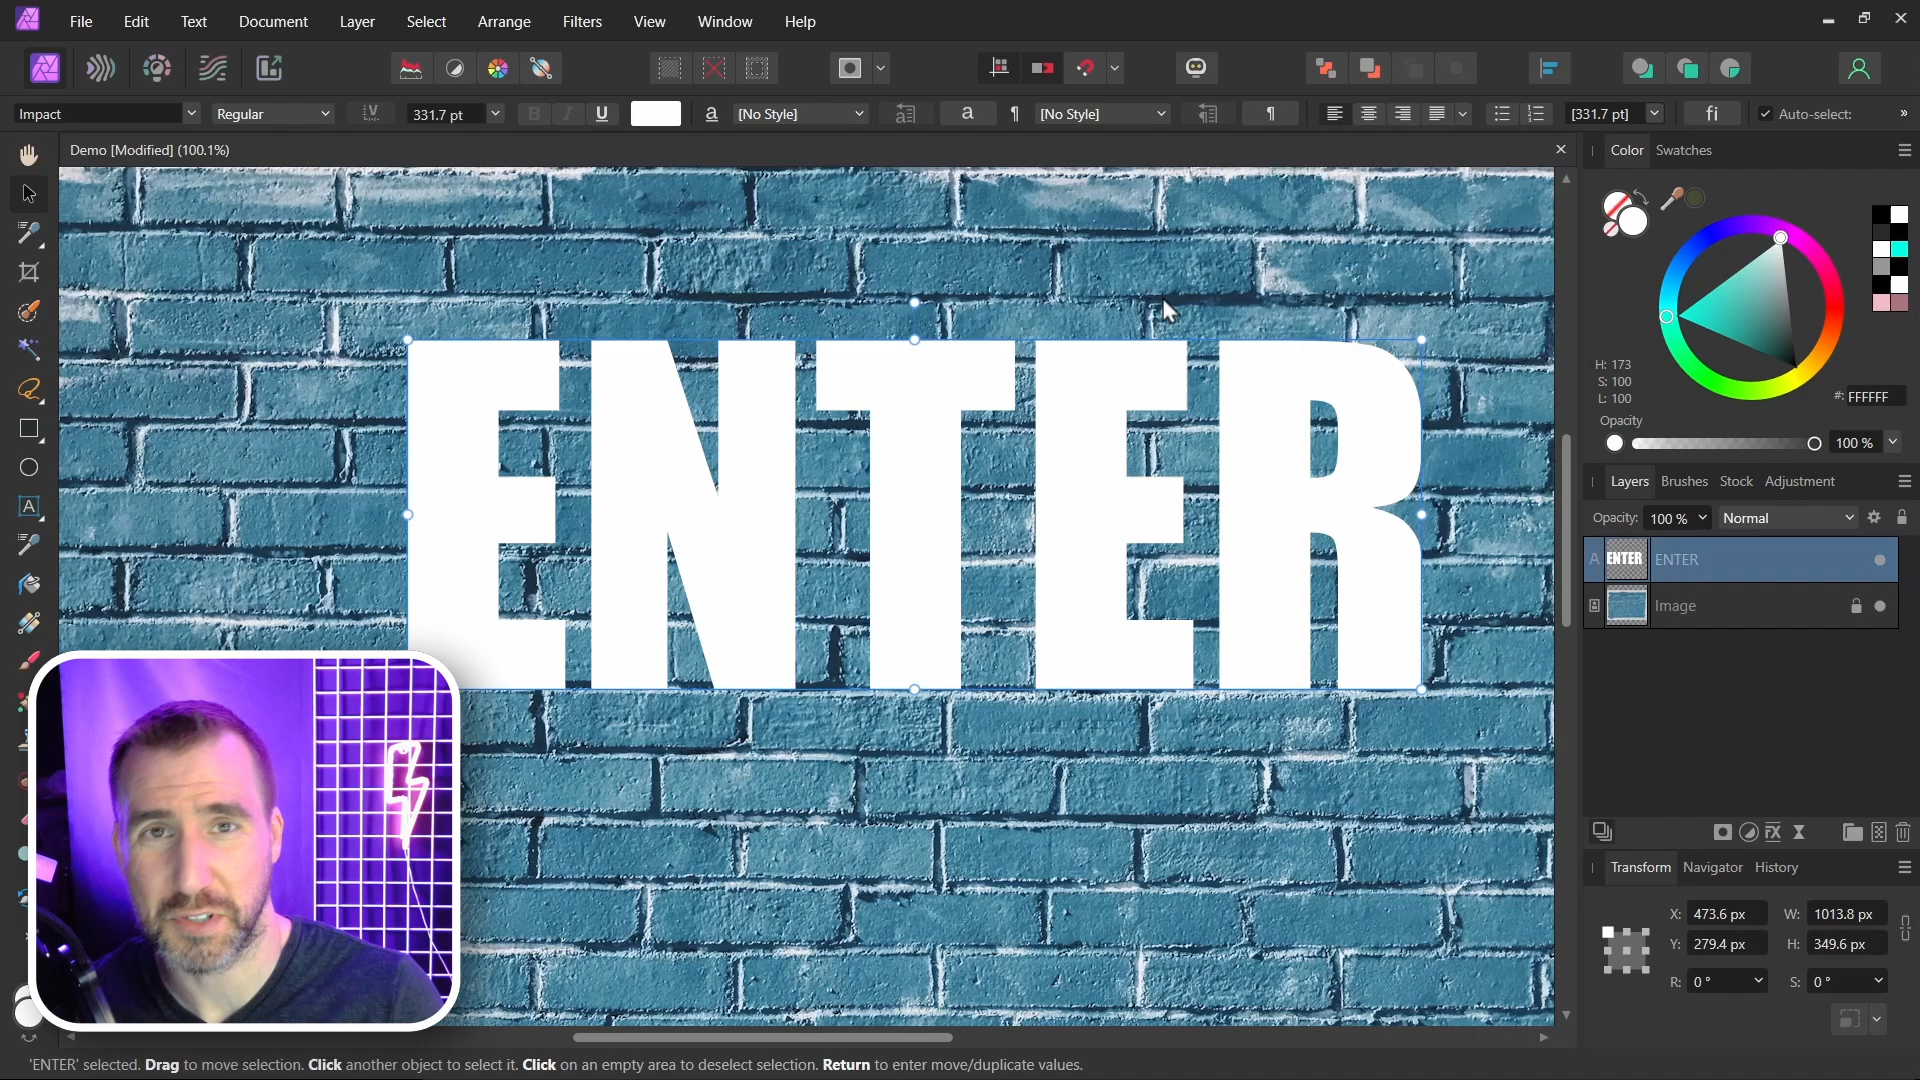 File Edit Text Document Layer Select Arrange Filters View Window Help
Impact Regular 331.7 pt B I U a [No Style] a ¶ [No Style] ¶ [331.7 pt] fi Auto-select: »
Demo [Modified] (100.1%)
Color Swatches
H: 173
S: 100
L: 100
#: FFFFFF
Opacity
100 %
ENTER
Layers Brushes Stock Adjustment
Opacity: 100 % Normal
A ENTER ENTER
Image
A
FX
Transform Navigator History
X: 473.6 px W: 1013.8 px
Y: 279.4 px H: 349.6 px
R: 0 ° S: 0 °
'ENTER' selected. Drag to move selection. Click another object to select it. Click on an empty area to deselect selection. Return to enter move/duplicate values.